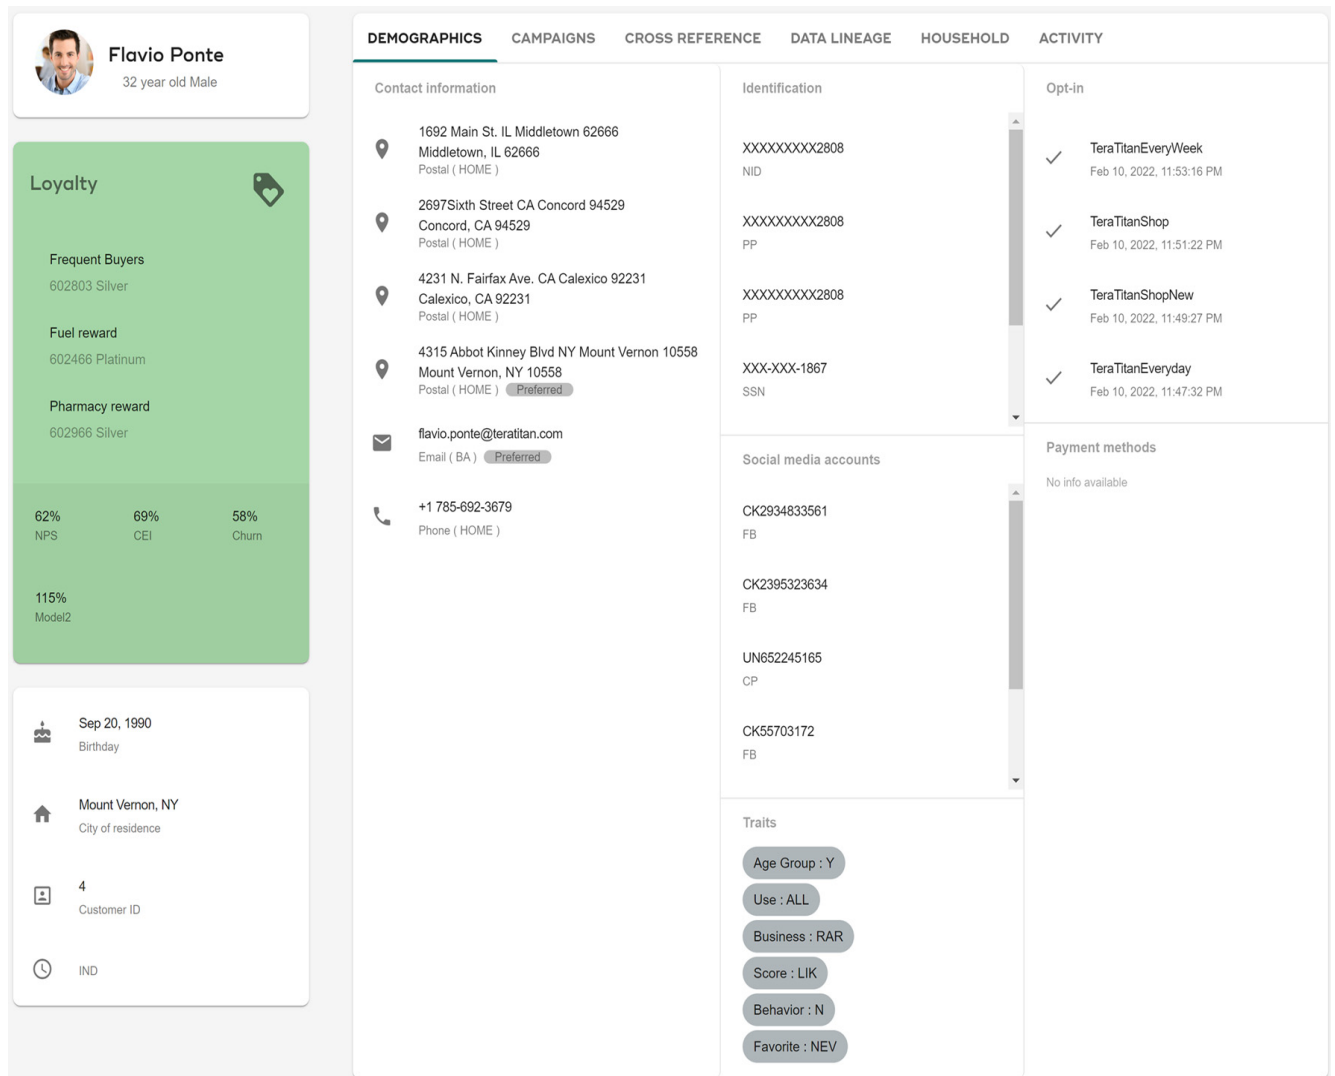 Flavio Ponte
32 year old Male
Loyalty
Frequent Buyers
602803 Silver
Fuel reward
602466 Platinum
Pharmacy reward
602966 Silver
62% 69% 58%
NPS CEI Churn
115%
Model2
Sep 20, 1990
Birthday
Mount Vernon, NY
City of residence
4
Customer ID
IND
DEMOGRAPHICS CAMPAIGNS CROSS REFERENCE DATA LINEAGE HOUSEHOLD ACTIVITY
Contact information
1692 Main St. IL Middletown 62666
Middletown, IL 62666
Postal ( HOME )
2697Sixth Street CA Concord 94529
Concord, CA 94529
Postal ( HOME )
4231 N. Fairfax Ave. CA Calexico 92231
Calexico, CA 92231
Postal ( HOME )
4315 Abbot Kinney Blvd NY Mount Vernon 10558
Mount Vernon, NY 10558
Postal ( HOME ) Preferred
flavio.ponte@teratitan.com
Email ( BA ) Preferred
+1 785-692-3679
Phone ( HOME )
Identification
XXXXXXXXX2808
NID
XXXXXXXXX2808
PP
XXXXXXXXX2808
PP
XXX-XXX-1867
SSN
Social media accounts
CK2934833561
FB
CK2395323634
FB
UN652245165
CP
CK55703172
FB
Traits
Age Group : Y
Use : ALL
Business : RAR
Score : LIK
Behavior : N
Favorite : NEV
Opt-in
TeraTitanEveryWeek
Feb 10, 2022, 11:53:16 PM
TeraTitanShop
Feb 10, 2022, 11:51:22 PM
TeraTitanShopNew
Feb 10, 2022, 11:49:27 PM
TeraTitanEveryday
Feb 10, 2022, 11:47:32 PM
Payment methods
No info available